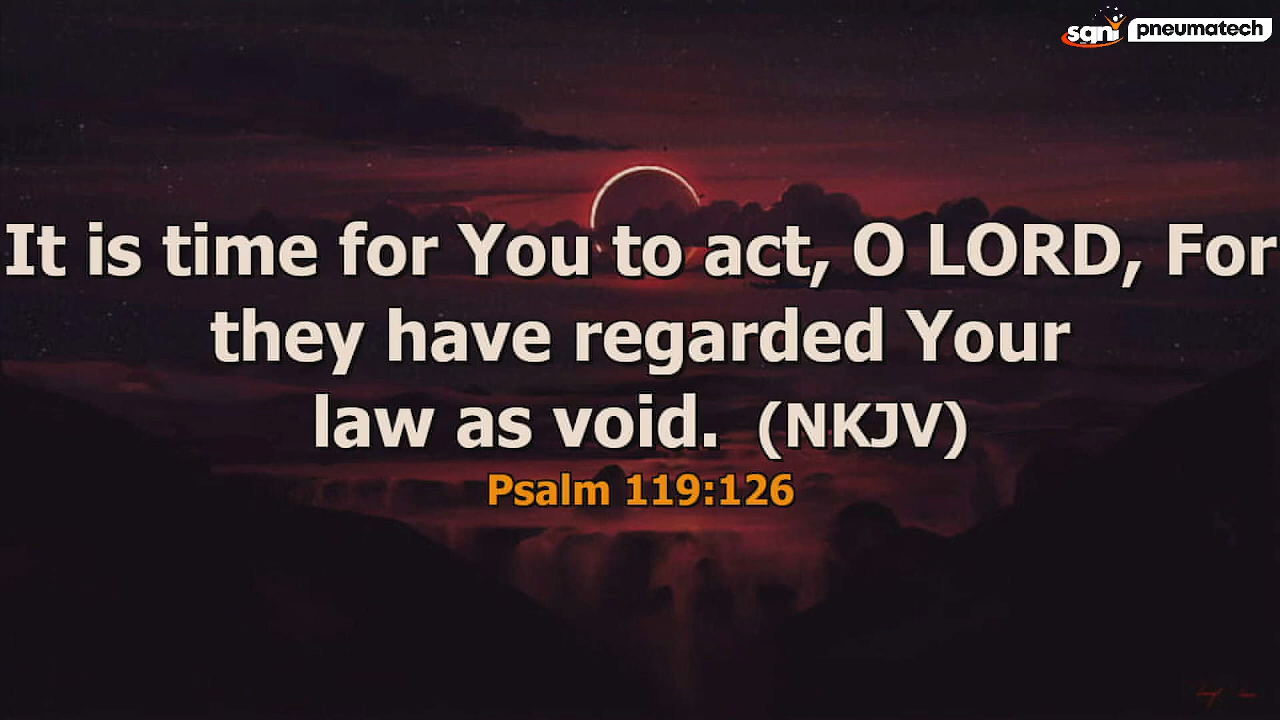 sqni pneumatech
It is time for You to act, O LORD, For
they have regarded Your
law as void.  (NKJV)
Psalm 119:126